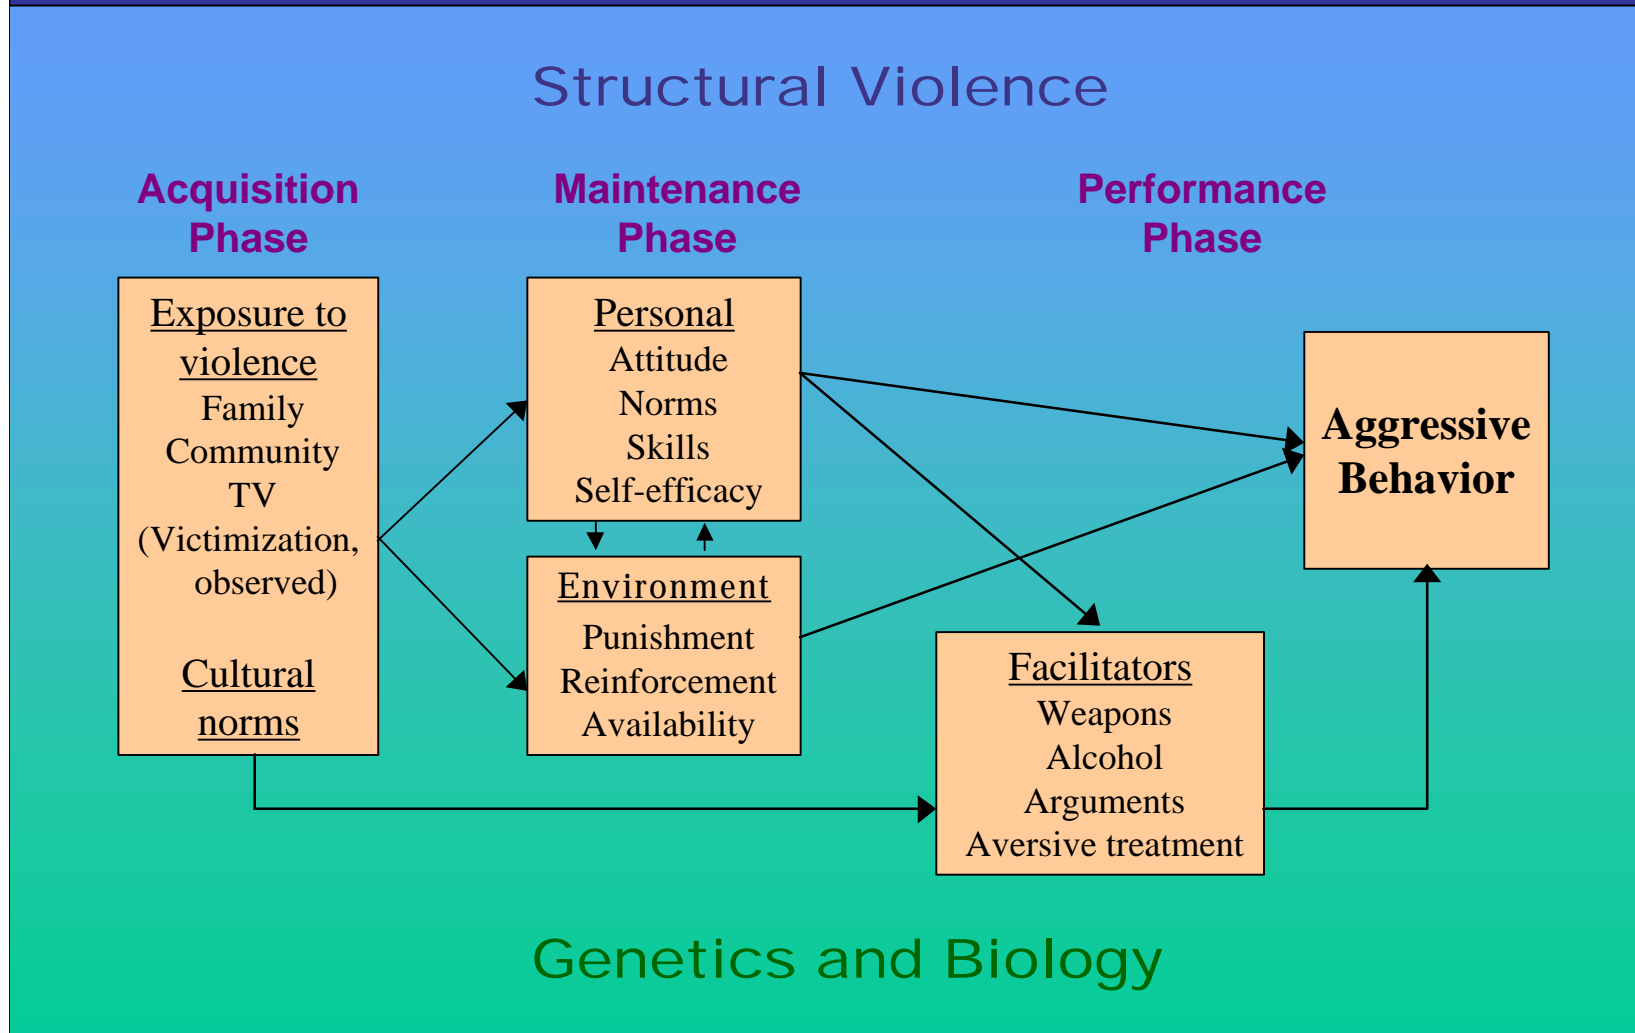 Structural Violence
Acquisition
Phase
Maintenance
Phase
Performance
Phase
Exposure to
violence
Family
Community
TV
(Victimization,
observed)
Cultural
norms
Personal
Attitude
Norms
Skills
Self-efficacy
Environment
Punishment
Reinforcement
Availability
Facilitators
Weapons
Alcohol
Arguments
Aversive treatment
Aggressive
Behavior
Genetics and Biology